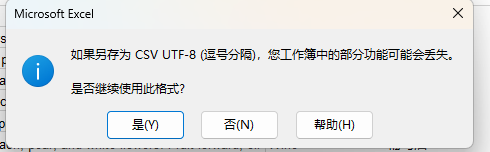 Microsoft Excel
如果另存为 CSV UTF-8 (逗号分隔)，您工作簿中的部分功能可能会丢失。
是否继续使用此格式?
是(Y)
否(N)
帮助(H)